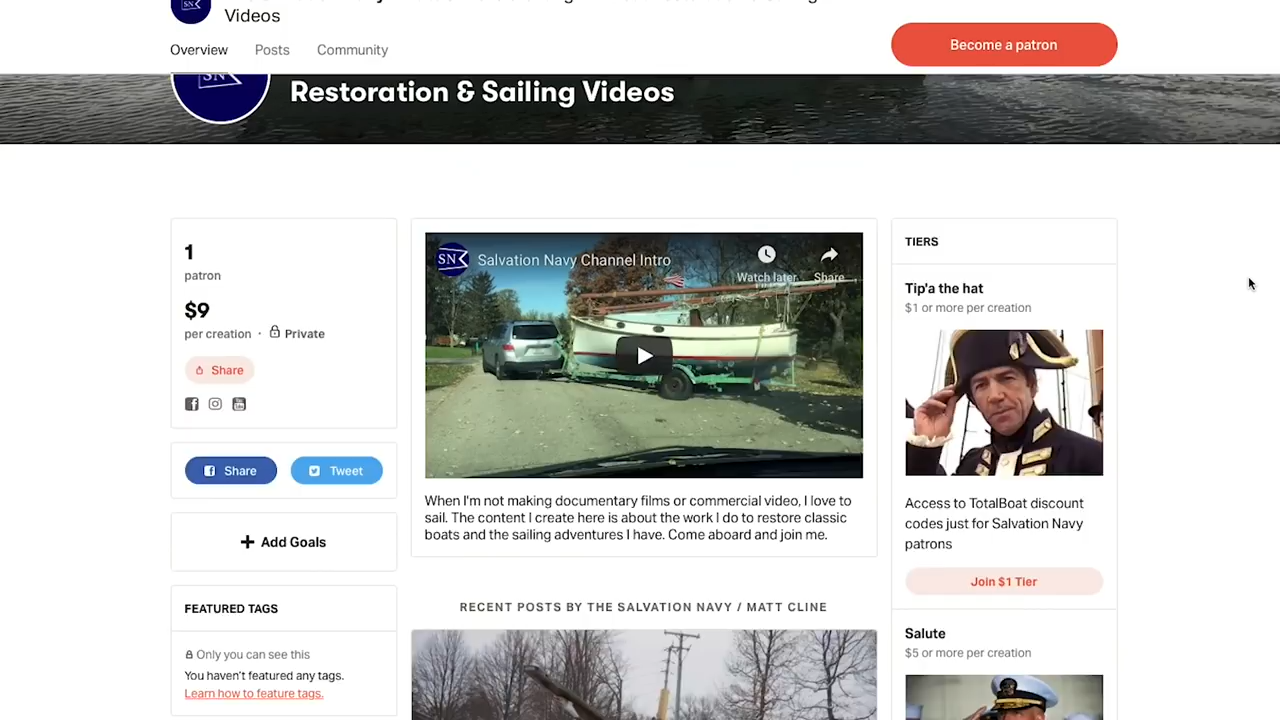 SN
Videos
Overview
Posts
Community
Become a patron
SN
Restoration & Sailing Videos
1
patron
$9
per creation · Private
Share
Share
Tweet
Add Goals
FEATURED TAGS
Only you can see this
You haven't featured any tags.
Learn how to feature tags.
SN
Salvation Navy Channel Intro
Watch later
Share
When I'm not making documentary films or commercial video, I love to
sail. The content I create here is about the work I do to restore classic
boats and the sailing adventures I have. Come aboard and join me.
RECENT POSTS BY THE SALVATION NAVY / MATT CLINE
TIERS
Tip'a the hat
$1 or more per creation
Access to TotalBoat discount
codes just for Salvation Navy
patrons
Join $1 Tier
Salute
$5 or more per creation